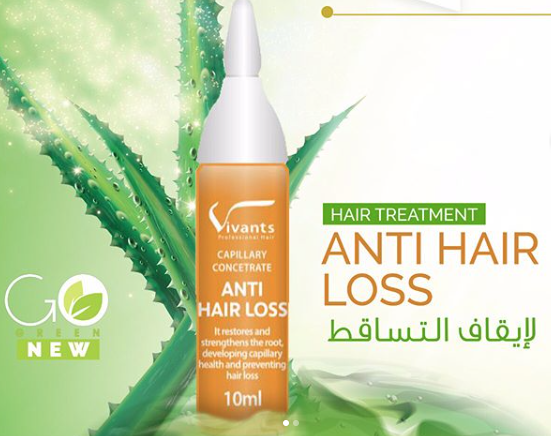 Vivants
Professional Hair
CAPILLARY
CONCETRATE
ANTI
HAIR LOSS
It restores and
strengthens the root,
developing capillary
health and preventing
hair loss
10ml
HAIR TREATMENT
ANTI HAIR
LOSS
لإيقاف التساقط
GO
GREEN
NEW